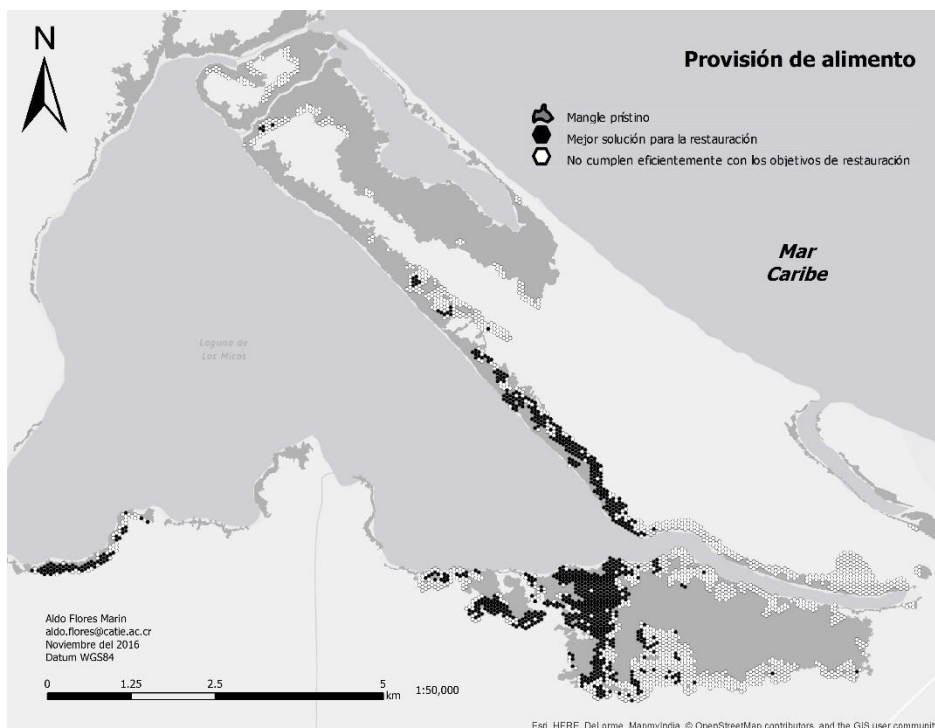 N
Provisión de alimento
Mangle prístino
Mejor solución para la restauración
No cumplen eficientemente con los objetivos de restauración
Mar
Caribe
Laguna de
Los Micos
Aldo Flores Marin
aldo.flores@catie.ac.cr
Noviembre del 2016
Datum WGS84
0 1.25 2.5 5
km
1:50,000
Esri, HERE, DeLorme, MapmyIndia, © OpenStreetMap contributors, and the GIS user community